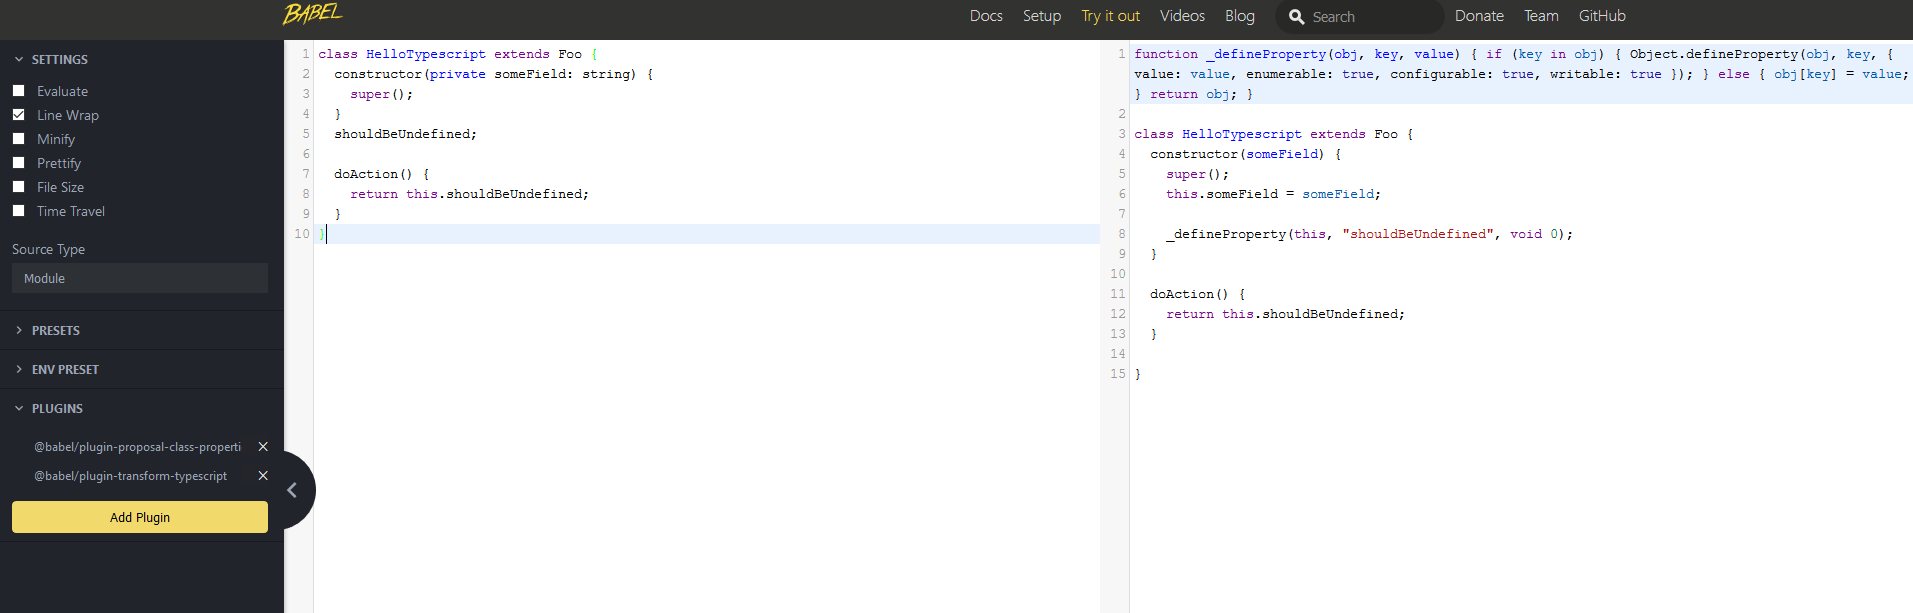 BABEL
Docs Setup Try it out Videos Blog Search Donate Team GitHub
SETTINGS
Evaluate
Line Wrap
Minify
Prettify
File Size
Time Travel
Source Type
Module
PRESETS
ENV PRESET
PLUGINS
@babel/plugin-proposal-class-properti
@babel/plugin-transform-typescript
Add Plugin
1 class HelloTypescript extends Foo {
2 constructor(private someField: string) {
3 super();
4 }
5 shouldBeUndefined;
6
7 doAction() {
8 return this.shouldBeUndefined;
9 }
10 }
1 function _defineProperty(obj, key, value) { if (key in obj) { Object.defineProperty(obj, key, {
value: value, enumerable: true, configurable: true, writable: true }); } else { obj[key] = value;
} return obj; }
2
3 class HelloTypescript extends Foo {
4 constructor(someField) {
5 super();
6 this.someField = someField;
7
8 _defineProperty(this, "shouldBeUndefined", void 0);
9 }
10
11 doAction() {
12 return this.shouldBeUndefined;
13 }
14
15 }